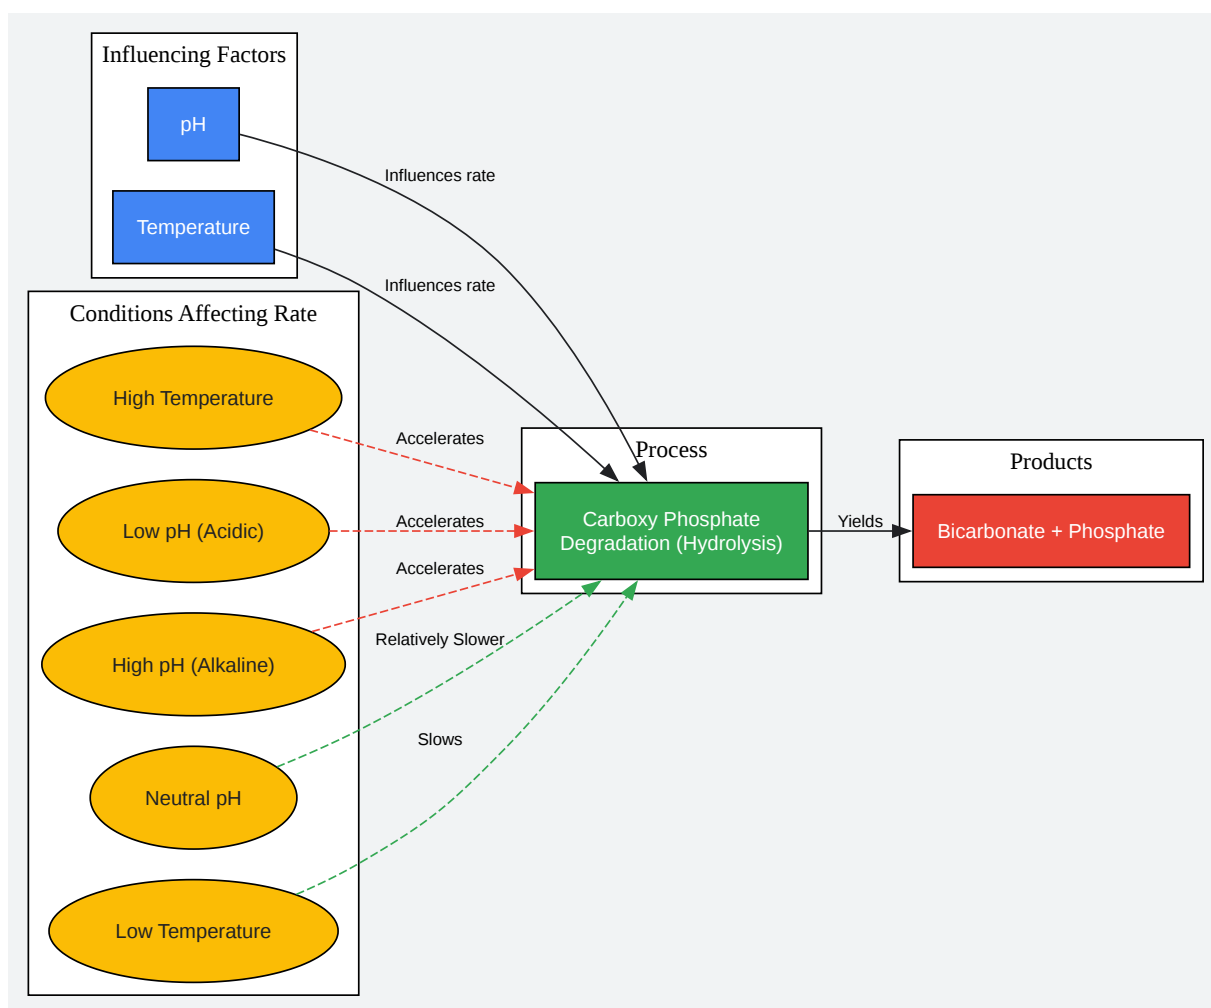 Influencing Factors
pH
Temperature
Influences rate
Influences rate
Conditions Affecting Rate
High Temperature
Low pH (Acidic)
High pH (Alkaline)
Neutral pH
Low Temperature
Accelerates
Accelerates
Accelerates
Relatively Slower
Slows
Process
Carboxy Phosphate
Degradation (Hydrolysis)
Yields
Products
Bicarbonate + Phosphate